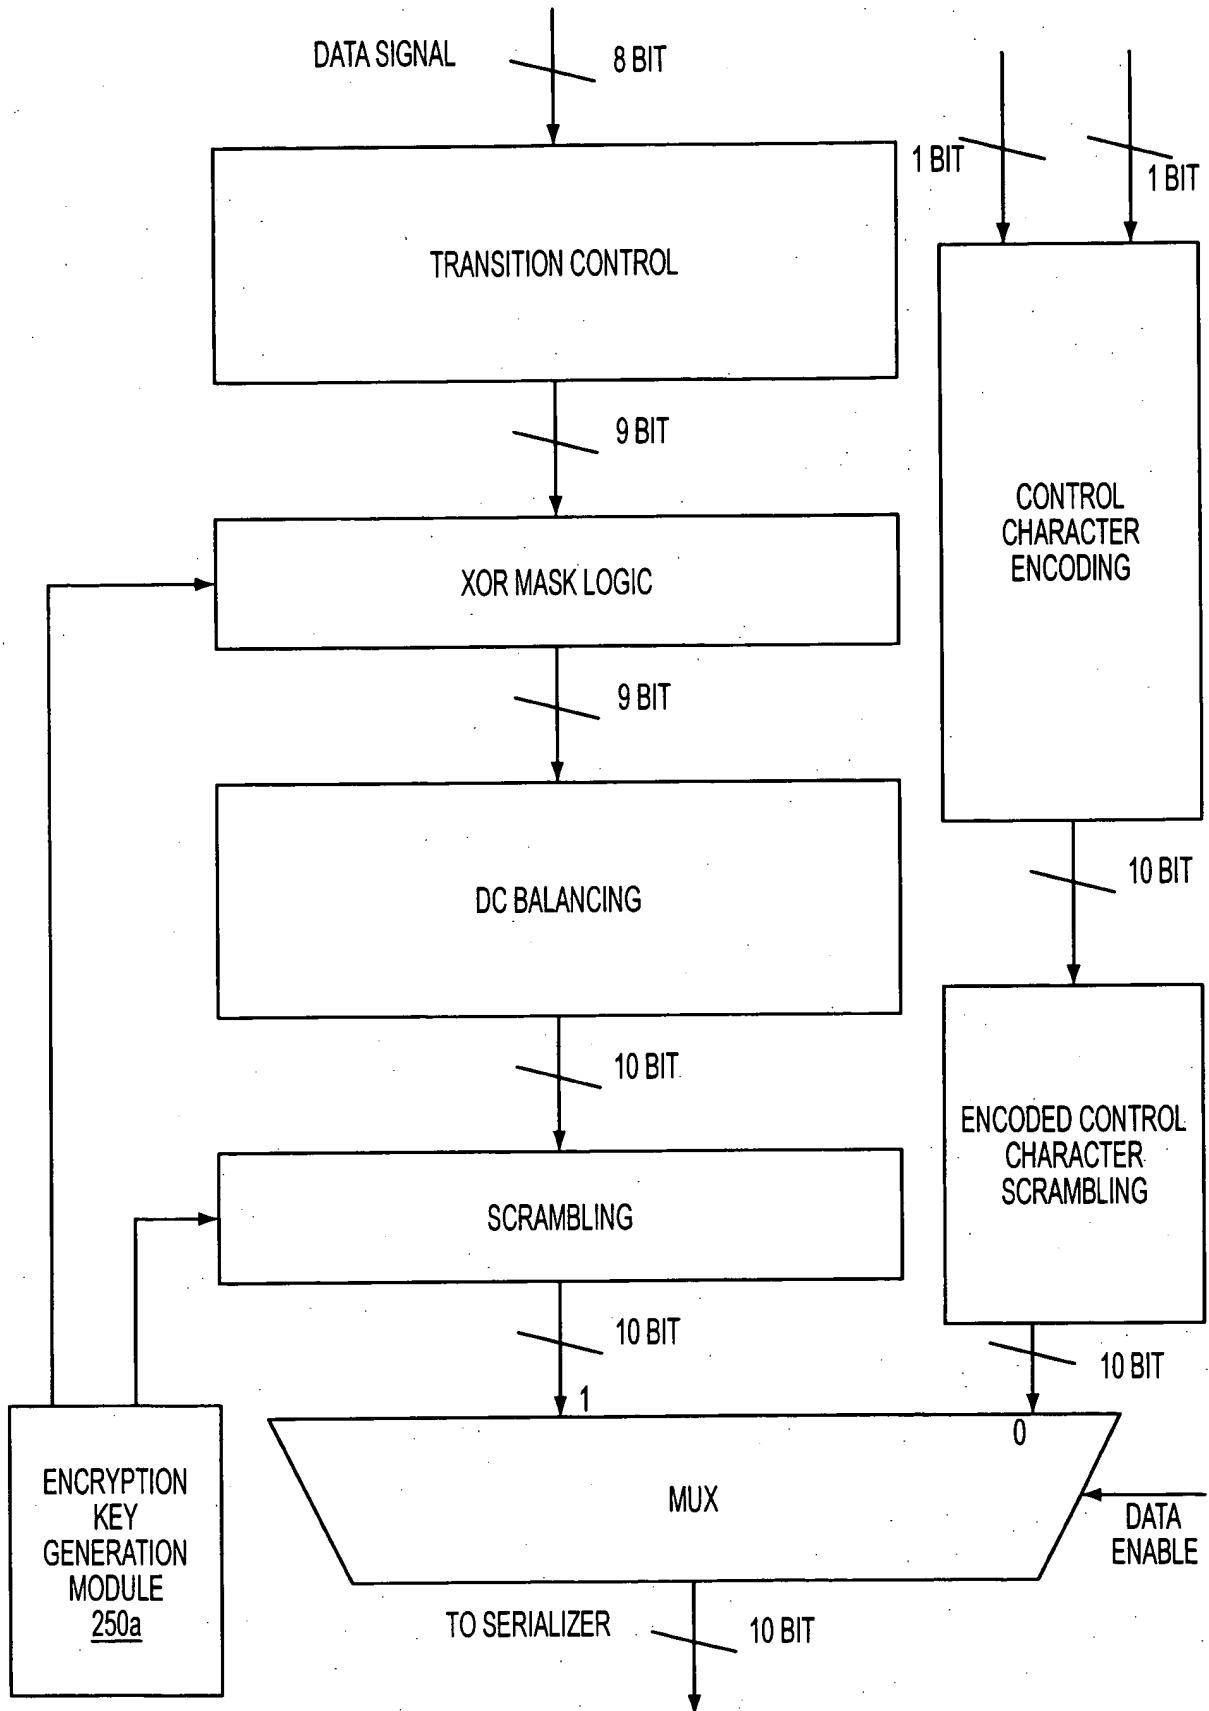 DATA SIGNAL
8 BIT
1 BIT
1 BIT
TRANSITION CONTROL
9 BIT
CONTROL
CHARACTER
ENCODING
XOR MASK LOGIC
9 BIT
DC BALANCING
10 BIT
10 BIT
ENCODED CONTROL
CHARACTER
SCRAMBLING
SCRAMBLING
10 BIT
10 BIT
1
0
ENCRYPTION
KEY
GENERATION
MODULE
250a
MUX
DATA
ENABLE
TO SERIALIZER
10 BIT